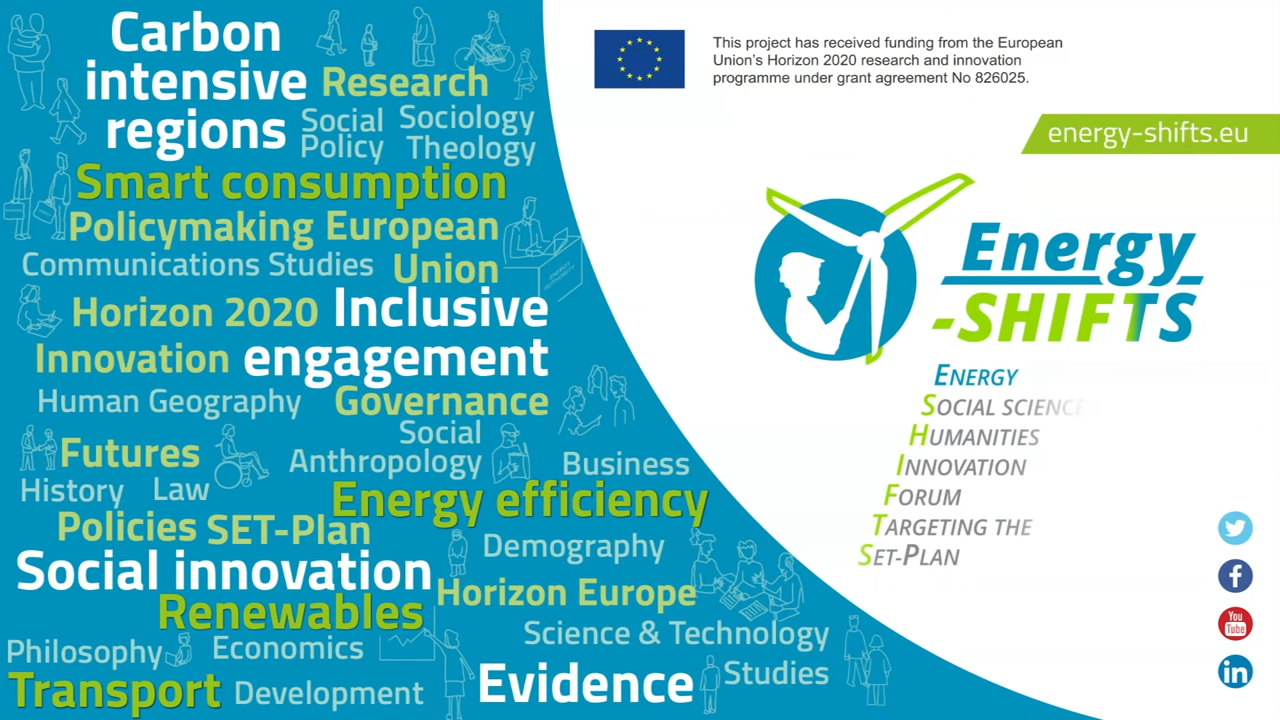 Carbon
intensive
regions
Research
Social
Policy
Sociology
Theology
Smart consumption
Policymaking
European
Union
Communications Studies
Horizon 2020
Inclusive
engagement
Innovation
Human Geography
Governance
Social
Anthropology
Futures
Business
History
Law
Energy efficiency
Policies
SET-Plan
Demography
Social innovation
Horizon Europe
Renewables
Science & Technology
Studies
Philosophy
Economics
Transport
Development
Evidence
This project has received funding from the European
Union's Horizon 2020 research and innovation
programme under grant agreement No 826025.
energy-shifts.eu
Energy
-SHIFTS
ENERGY
SOCIAL SCIENC
HUMANITIES
INNOVATION
FORUM
TARGETING THE
SET-PLAN
You
Tube
in